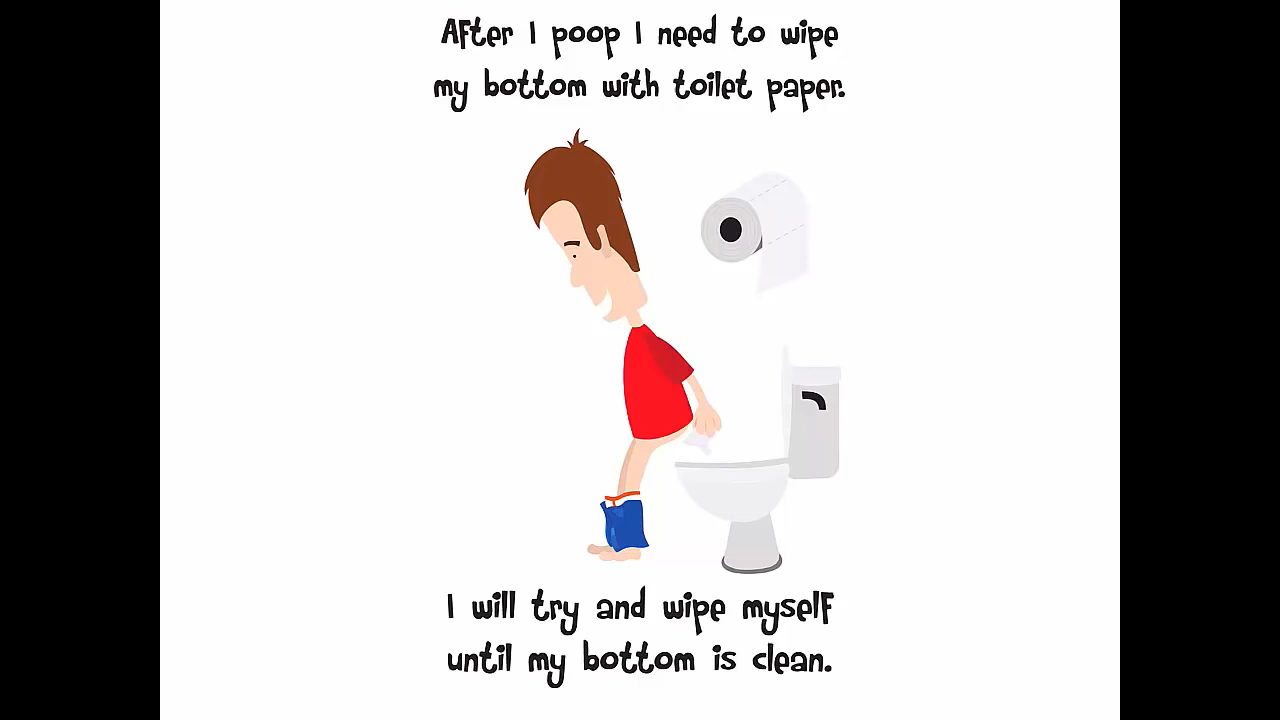 After I poop I need to wipe
my bottom with toilet paper.
I will try and wipe myself
until my bottom is clean.